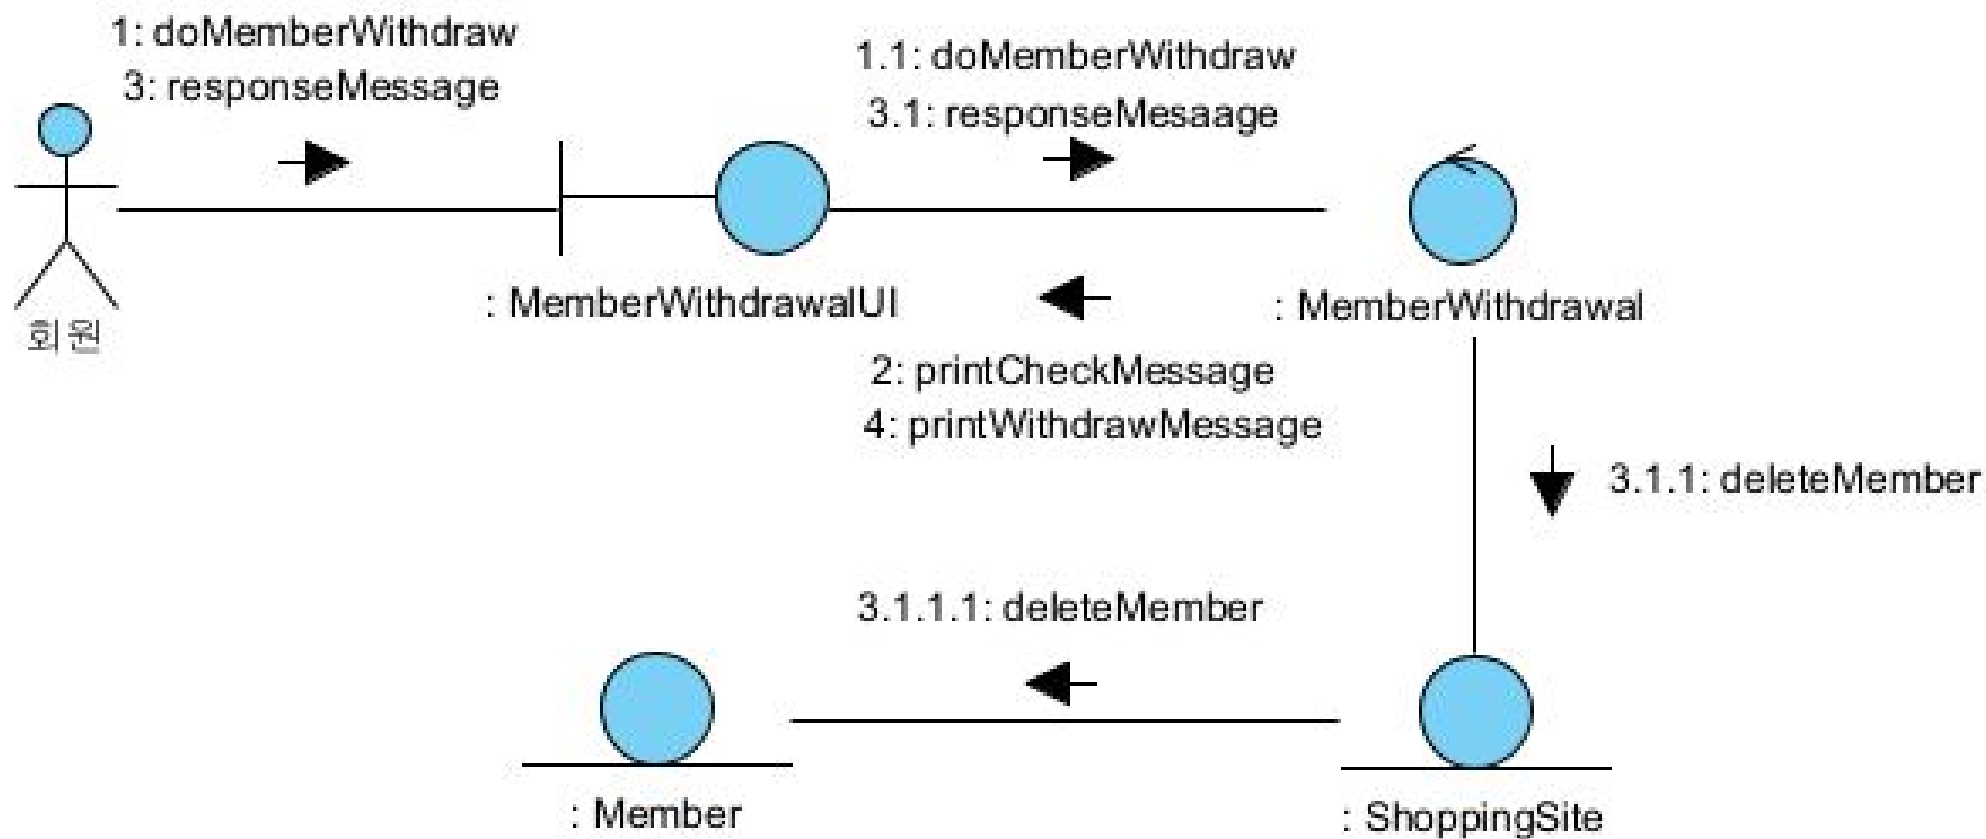 1: doMemberWithdraw
3: responseMessage
1.1: doMemberWithdraw
3.1: responseMesaage
회원
: MemberWithdrawalUI
: MemberWithdrawal
2: printCheckMessage
4: printWithdrawMessage
3.1.1: deleteMember
3.1.1.1: deleteMember
: Member
: ShoppingSite